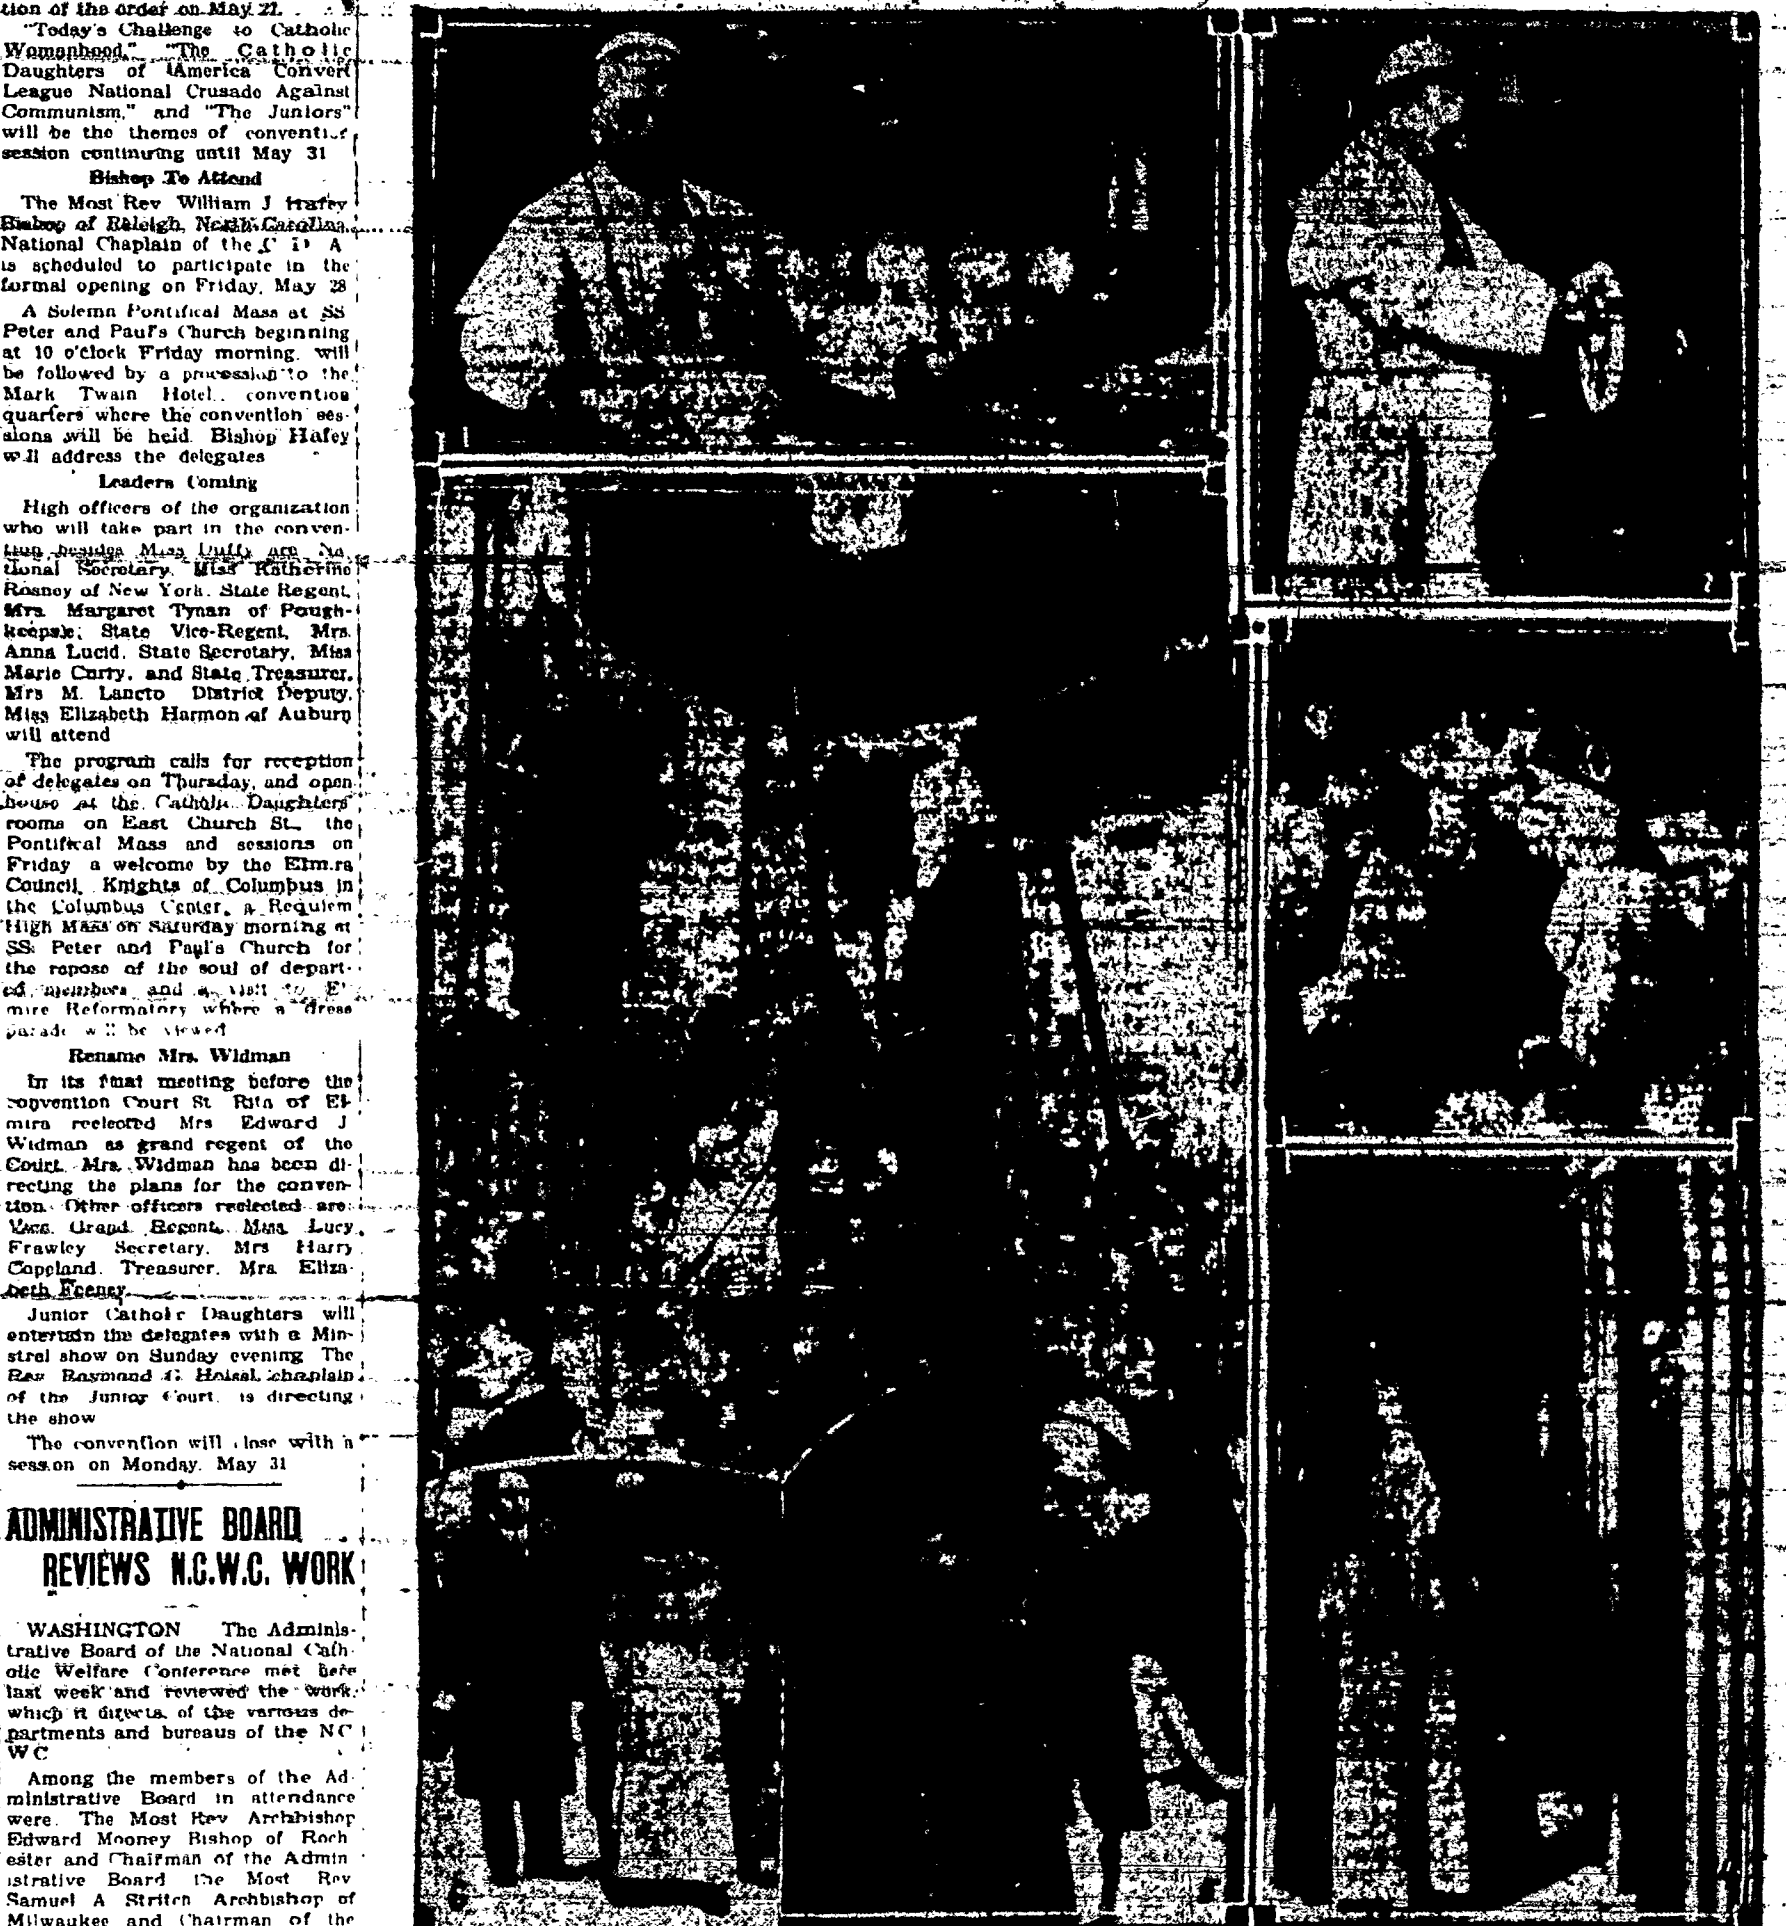 tion of the order on May 27.
"Today's Challenge to Catholic
Womanhood," "The Catholic
Daughters of America Convert
League National Crusade Against
Communism," and "The Juniors"
will be the themes of convention
session continuing until May 31
Bishop To Attend
The Most Rev William J Hafey
Bishop of Raleigh, North Carolina,
National Chaplain of the C D A
is scheduled to participate in the
formal opening on Friday, May 28
A Solemn Pontifical Mass at SS
Peter and Paul's Church beginning
at 10 o'clock Friday morning, will
be followed by a procession to the
Mark Twain Hotel, convention
quarters where the convention ses-
sions will be held. Bishop Hafey
will address the delegates
Leaders Coming
High officers of the organization
who will take part in the conven-
tion besides Miss Duffy are Na
tional Secretary, Miss Katherine
Rosney of New York, State Regent,
Mrs. Margaret Tynan of Pough-
keepsie; State Vice-Regent, Mrs.
Anna Lucid, State Secretary, Miss
Marie Curry, and State Treasurer,
Mrs M. Lancto District Deputy,
Miss Elizabeth Harmon of Auburn
will attend
The program calls for reception
of delegates on Thursday, and open
house at the Catholic Daughters'
rooms on East Church St., the
Pontifical Mass and sessions on
Friday a welcome by the Elmira
Council, Knights of Columbus in
the Columbus Center, a Requiem
High Mass on Saturday morning at
SS. Peter and Paul's Church for
the repose of the soul of depart-
ed members and a visit to El
mira Reformatory where a dress
parade will be viewed
Rename Mrs. Widman
In its final meeting before the
convention Court St Rita of El-
mira reelected Mrs Edward J
Widman as grand regent of the
Court. Mrs. Widman has been di-
recting the plans for the conven-
tion. Other officers reelected are:
Vice Grand Regent, Miss Lucy
Frawley Secretary, Mrs Harry
Copeland, Treasurer, Mrs Eliza-
beth Feeney
Junior Catholic Daughters will
entertain the delegates with a Min-
strel show on Sunday evening The
Rev Raymond G Heisel, chaplain
of the Junior Court, is directing
the show
The convention will close with a
session on Monday, May 31
ADMINISTRATIVE BOARD
REVIEWS N.C.W.C. WORK
WASHINGTON The Adminis-
trative Board of the National Cath-
olic Welfare Conference met here
last week and reviewed the work,
which it directs, of the various de-
partments and bureaus of the NC
WC
Among the members of the Ad-
ministrative Board in attendance
were. The Most Rev Archbishop
Edward Mooney Bishop of Roch
ester and Chairman of the Admin
istrative Board the Most Rev
Samuel A Stritch Archbishop of
Milwaukee and Chairman of the